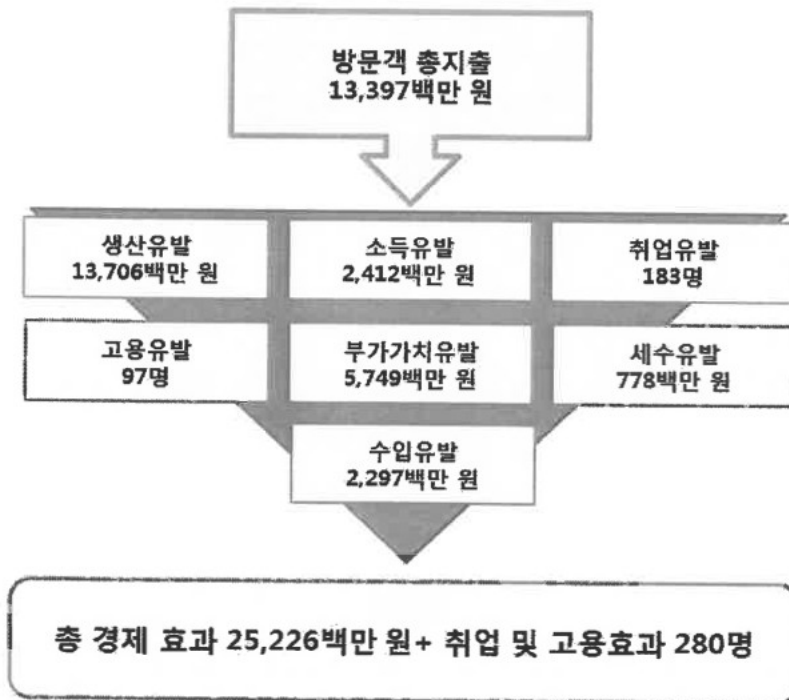 방문객 총지출
13,397백만 원
생산유발
13,706백만 원
소득유발
2,412백만 원
취업유발
183명
고용유발
97명
부가가치유발
5,749백만 원
세수유발
778백만 원
수입유발
2,297백만 원
총 경제 효과 25,226백만 원+ 취업 및 고용효과 280명